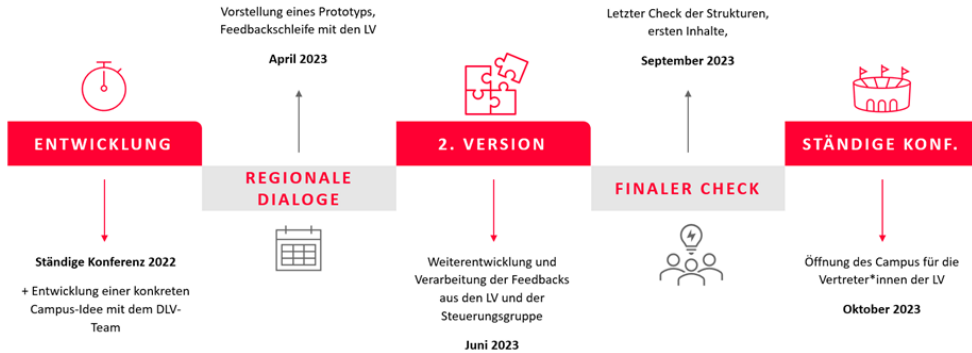 Vorstellung eines Prototyps,
Feedbackschleife mit den LV
April 2023
Letzter Check der Strukturen,
ersten Inhalte,
September 2023
ENTWICKLUNG
2. VERSION
STÄNDIGE KONF.
REGIONALE
DIALOGE
FINALER CHECK
Ständige Konferenz 2022
+ Entwicklung einer konkreten
Campus-Idee mit dem DLV-
Team
Weiterentwicklung und
Verarbeitung der Feedbacks
aus den LV und der
Steuerungsgruppe
Juni 2023
Öffnung des Campus für die
Vertreter*innen der LV
Oktober 2023